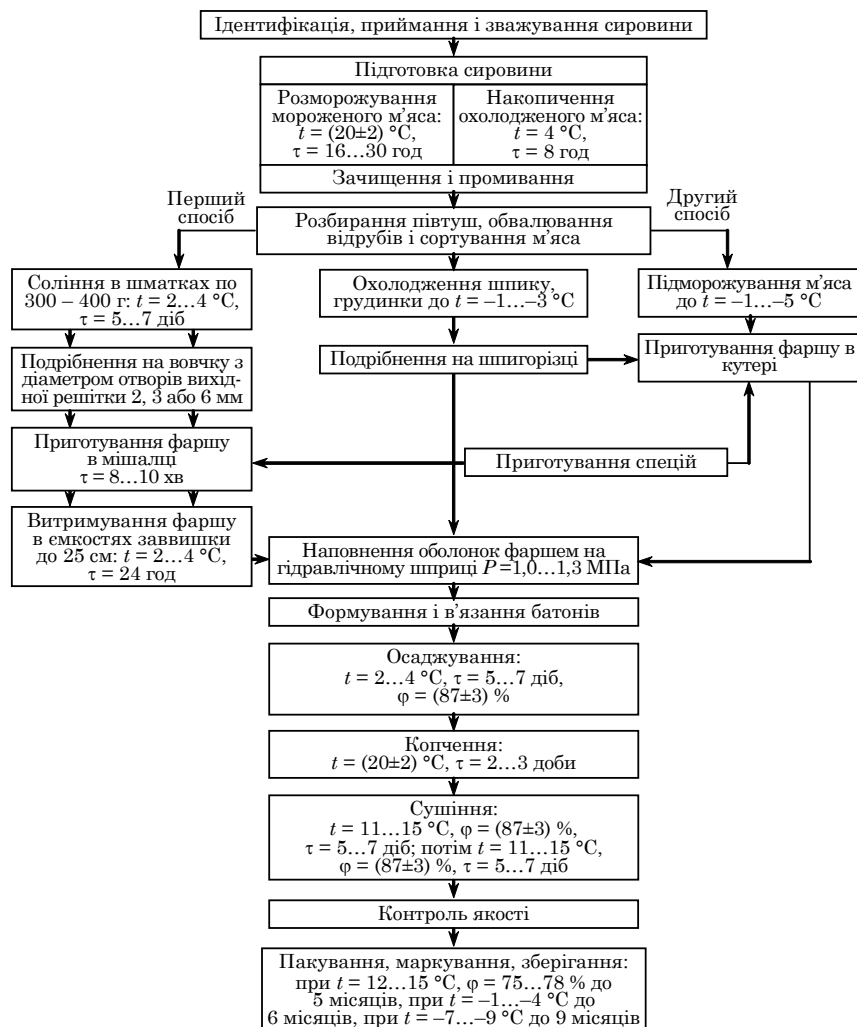 Ідентифікація, приймання і зважування сировини
Підготовка сировини
Розморожування
мороженого м’яса:
t = (20±2) °С,
τ = 16…30 год
Накопичення
охолодженого м’яса:
t = 4 °С,
τ = 8 год
Зачищення і промивання
Перший
спосіб
Другий
спосіб
Розбирання півтуш, обвалювання
відрубів і сортування м’яса
Соління в шматках по
300 – 400 г: t = 2…4 °С,
τ = 5…7 діб
Охолодження шпику,
грудинки до t = –1…–3 °С
Підморожування м’яса
до t = –1…–5 °С
Подрібнення на вовчку з
діаметром отворів вихід-
ної решітки 2, 3 або 6 мм
Подрібнення на шпигорізці
Приготування фаршу в
кутері
Приготування фаршу
в мішалці
τ = 8…10 хв
Приготування спецій
Витримування фаршу
в ємкостях заввишки
до 25 см: t = 2…4 °С,
τ = 24 год
Наповнення оболонок фаршем на
гідравлічному шприці P =1,0…1,3 МПа
Формування і в'язання батонів
Осаджування:
t = 2…4 °С, τ = 5…7 діб,
φ = (87±3) %
Копчення:
t = (20±2) °С, τ = 2…3 доби
Сушіння:
t = 11…15 °С, φ = (87±3) %,
τ = 5…7 діб; потім t = 11…15 °С,
φ = (87±3) %, τ = 5…7 діб
Контроль якості
Пакування, маркування, зберігання:
при t = 12…15 °С, φ = 75…78 % до
5 місяців, при t = –1…–4 °С до
6 місяців, при t = –7…–9 °С до 9 місяців